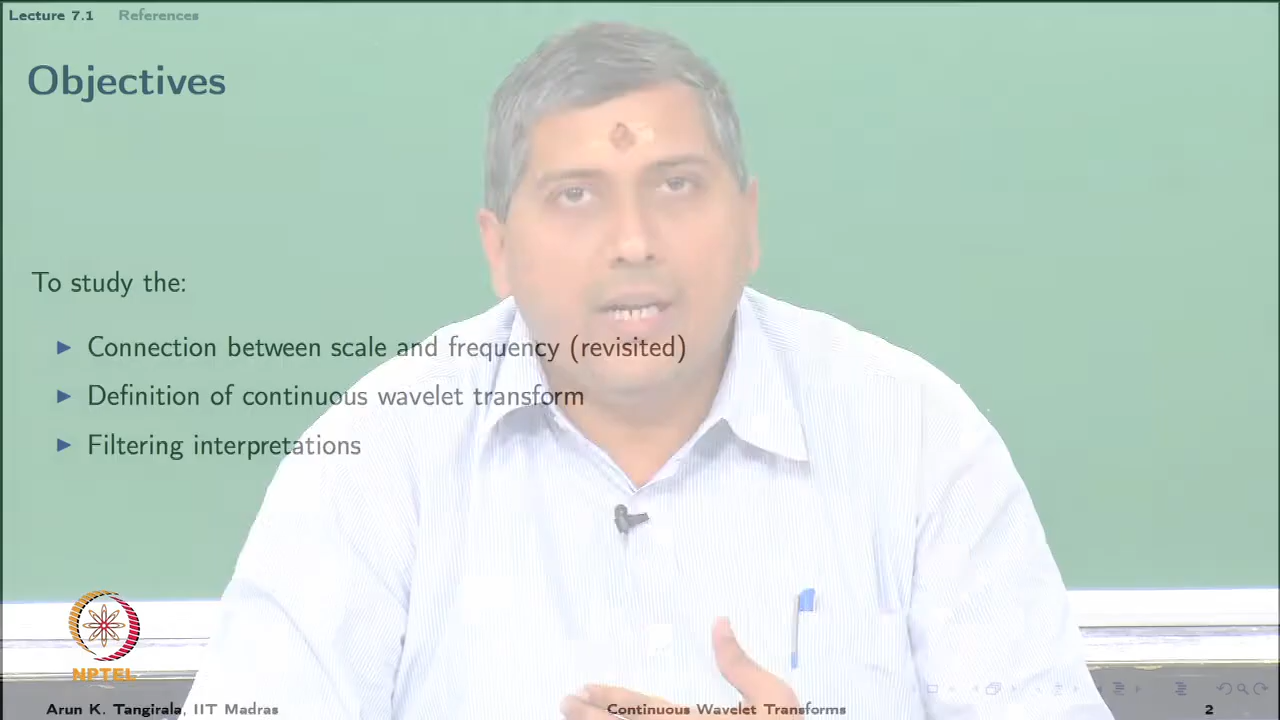 Lecture 7.1 References
Objectives
To study the:
Connection between scale and frequency (revisited)
Definition of continuous wavelet transform
Filtering interpretations
NPTEL
Arun K. Tangirala, IIT Madras Continuous Wavelet Transforms 2